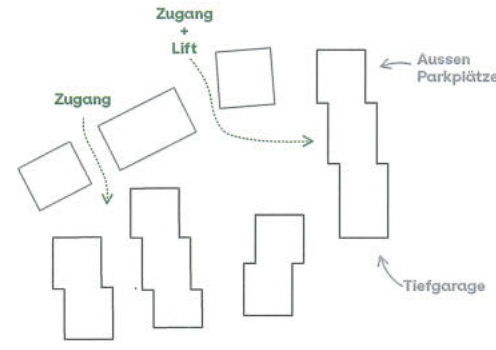 Zugang
+
Lift
Aussen
Parkplätze
Zugang
Tiefgarage